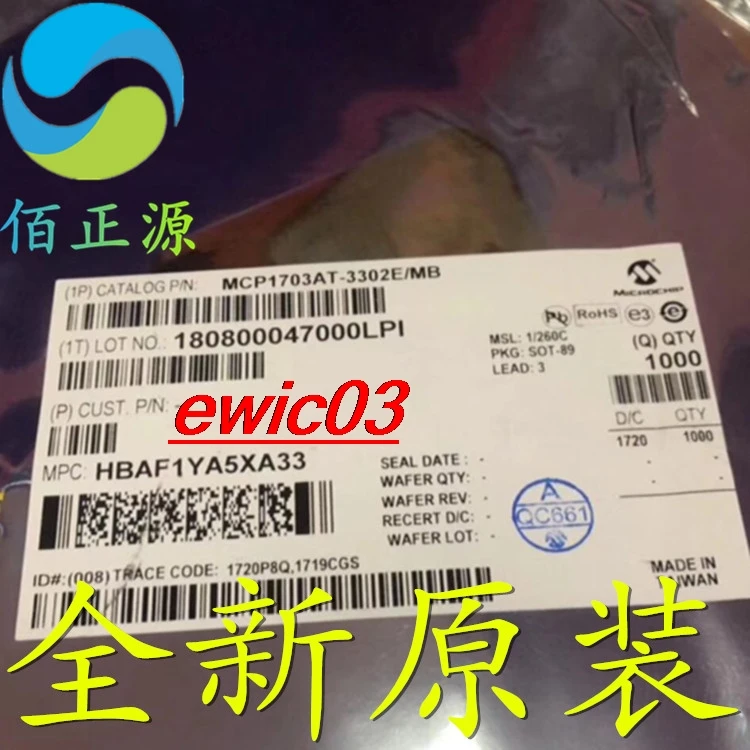 佰正源
(1P) CATALOG P/N: MCP1703AT-3302E/MB
MICROCHIP
(1T) LOT NO.: 180800047000LPI
Pb RoHS e3 e
MSL: 1/260C
PKG: SOT-89
LEAD: 3
(Q) QTY
1000
(P) CUST. P/N: -
ewic03
D/C QTY
1720 1000
MPC: HBAF1YA5XA33
SEAL DATE : -
WAFER QTY: -
WAFER REV: -
RECERT D/C: -
WAFER LOT: -
A
QC661
ID#:(008) TRACE CODE: 1720P8Q,1719CGS
MADE IN
TAIWAN
全新原装